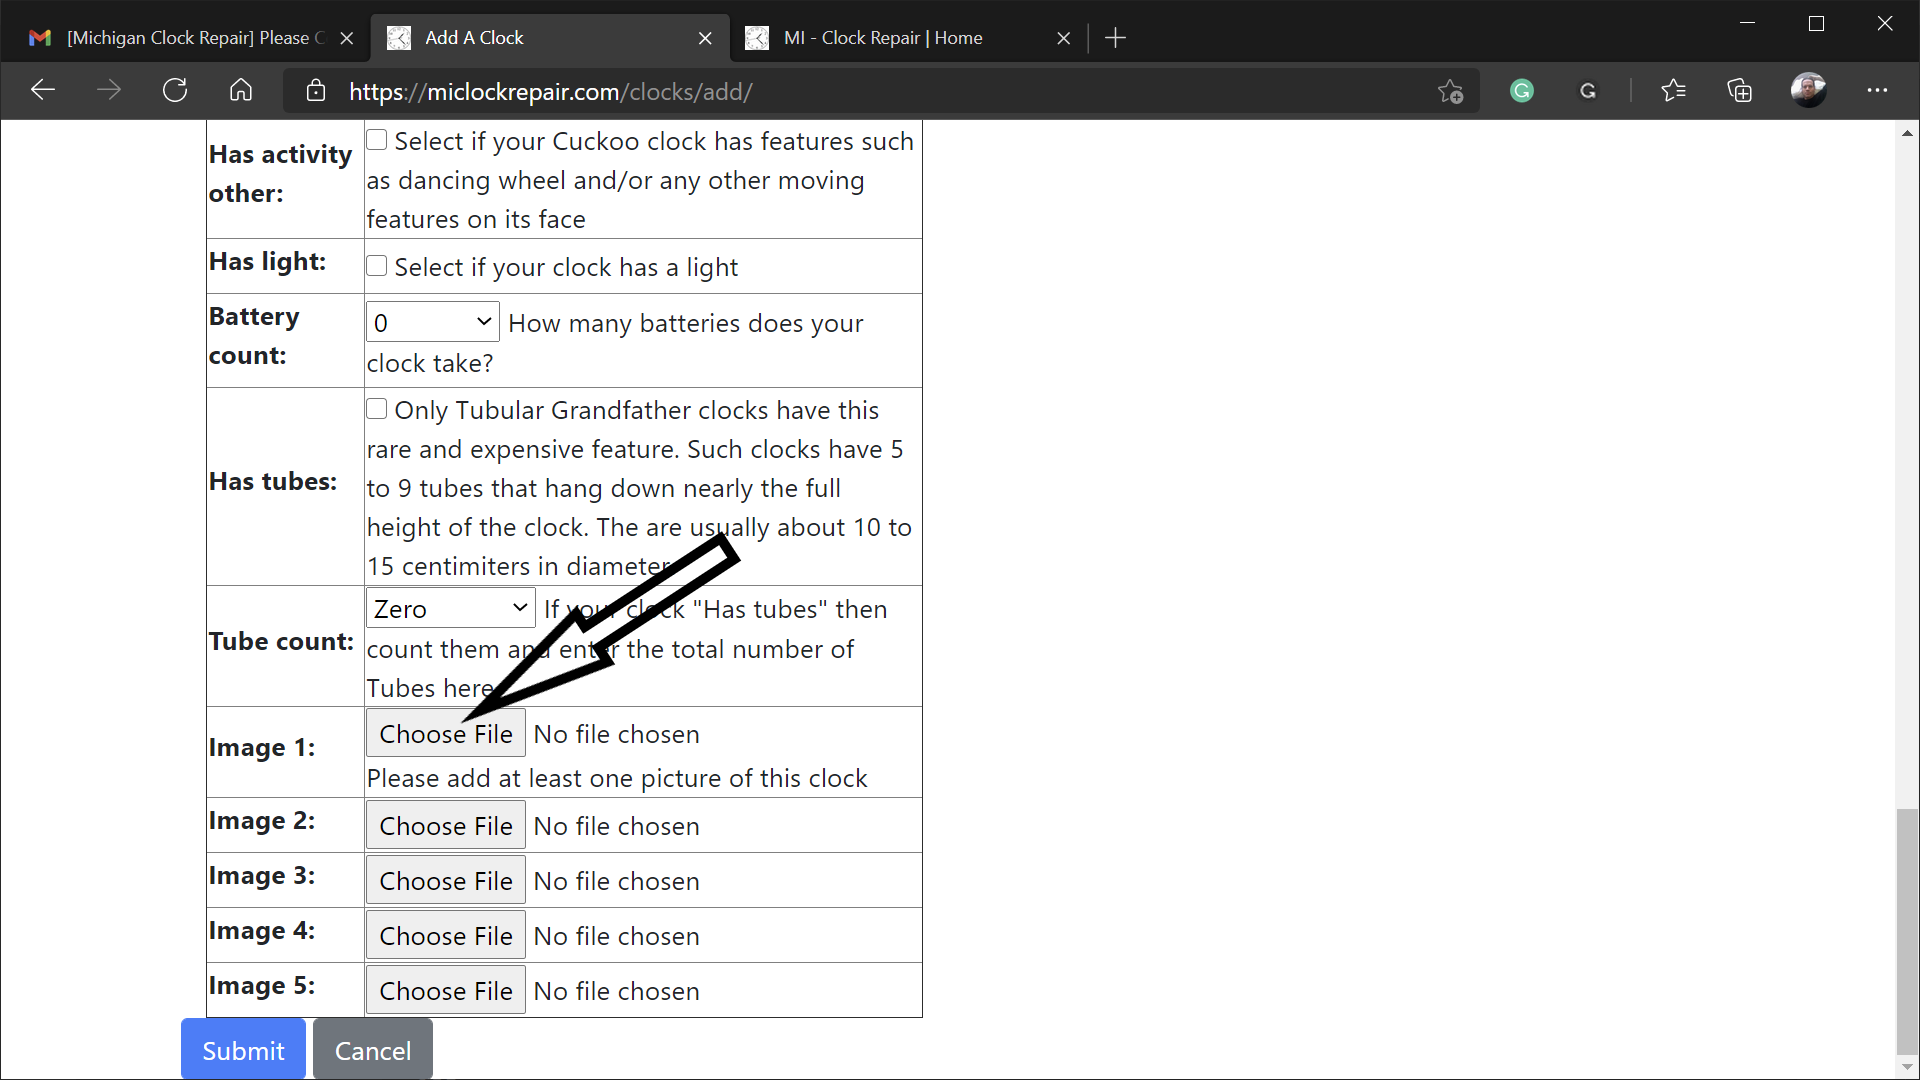 [Michigan Clock Repair] Please C
Add A Clock
MI - Clock Repair | Home
https://miclockrepair.com/clocks/add/
Has activity other:
Select if your Cuckoo clock has features such
as dancing wheel and/or any other moving
features on its face
Has light:
Select if your clock has a light
Battery count:
0 How many batteries does your
clock take?
Has tubes:
Only Tubular Grandfather clocks have this
rare and expensive feature. Such clocks have 5
to 9 tubes that hang down nearly the full
height of the clock. The are usually about 10 to
15 centimiters in diameter
Tube count:
Zero If your clock "Has tubes" then
count them and enter the total number of
Tubes here
Image 1:
Choose File No file chosen
Please add at least one picture of this clock
Image 2:
Choose File No file chosen
Image 3:
Choose File No file chosen
Image 4:
Choose File No file chosen
Image 5:
Choose File No file chosen
Submit Cancel